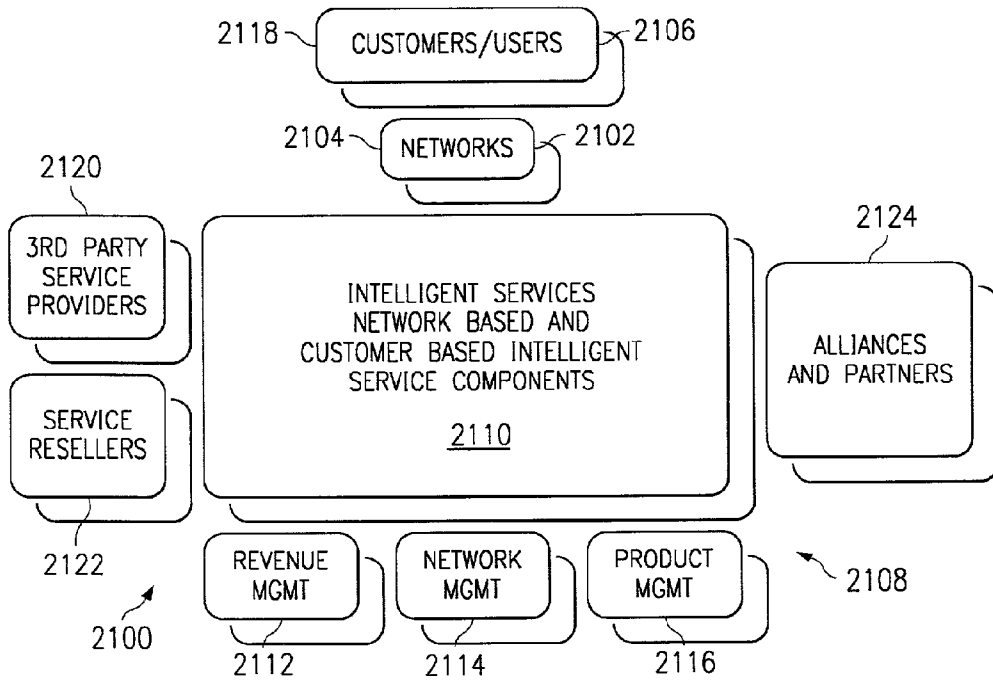 2118
CUSTOMERS/USERS
2106
2104
NETWORKS
2102
2120
3RD PARTY
SERVICE
PROVIDERS
INTELLIGENT SERVICES
NETWORK BASED AND
CUSTOMER BASED INTELLIGENT
SERVICE COMPONENTS
2110
2124
ALLIANCES
AND PARTNERS
SERVICE
RESELLERS
2122
2100
REVENUE
MGMT
2112
NETWORK
MGMT
2114
PRODUCT
MGMT
2116
2108